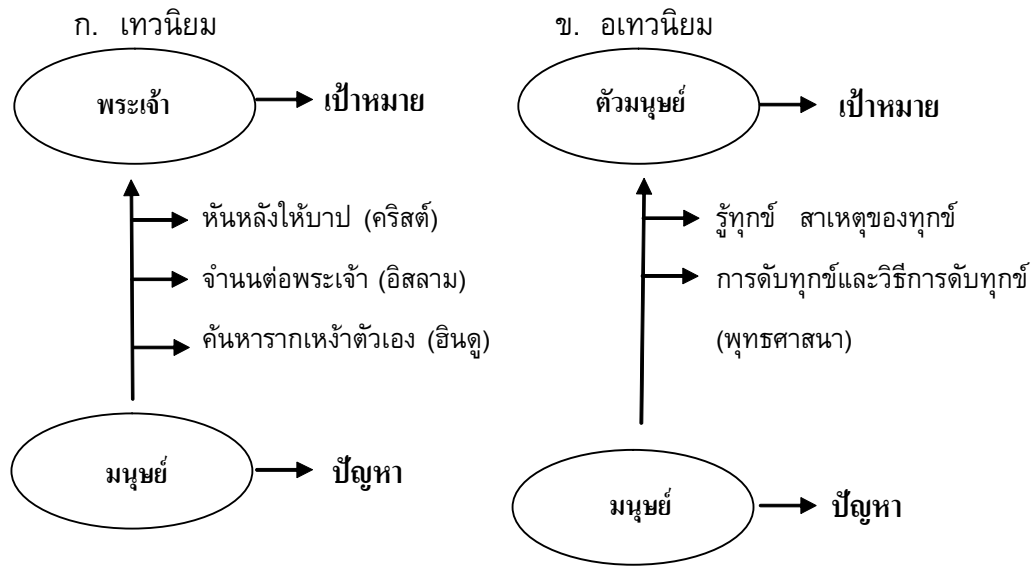 ก. เทวนิยม
พระเจ้า
เป้าหมาย
หันหลังให้บาป (คริสต์)
จำนนต่อพระเจ้า (อิสลาม)
ค้นหารากเหง้าตัวเอง (ฮินดู)
มนุษย์
ปัญหา
ข. อเทวนิยม
ตัวมนุษย์
เป้าหมาย
รู้ทุกข์ สาเหตุของทุกข์
การดับทุกข์และวิธีการดับทุกข์
(พุทธศาสนา)
มนุษย์
ปัญหา